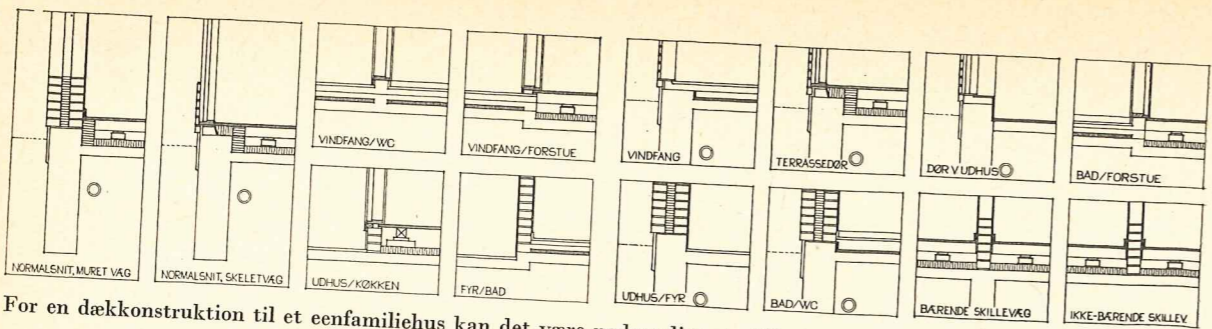 NORMALSNIT, MURET VÆG
NORMALSNIT, SKELETVÆG
VINDFANG/WC
VINDFANG/FORSTUE
VINDFANG
TERRASSEDØR
DØR V UDHUS
BAD/FORSTUE
UDHUS/KØKKEN
FYR/BAD
UDHUS/FYR
BAD/WC
BÆRENDE SKILLEVÆG
IKKE-BÆRENDE SKILLEV.
For en dækkonstruktion til et eenfamiliehus kan det være